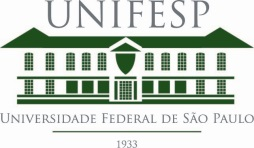 UNIFESP
UNIVERSIDADE FEDERAL DE SÃO PAULO
1933